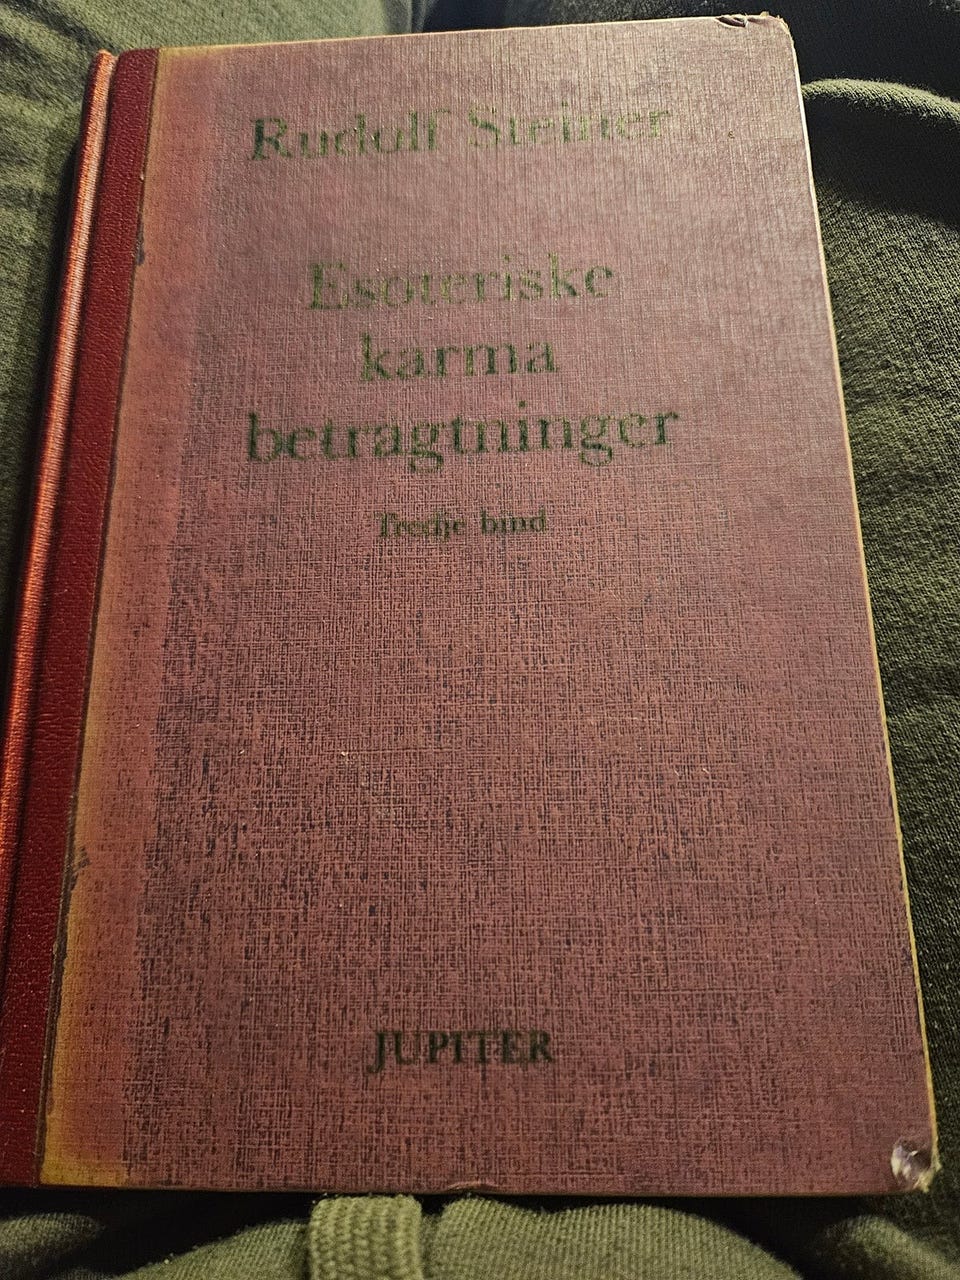 Rudolf Steiner
Esoteriske
karma
betragtninger
Tredje bind
JUPITER